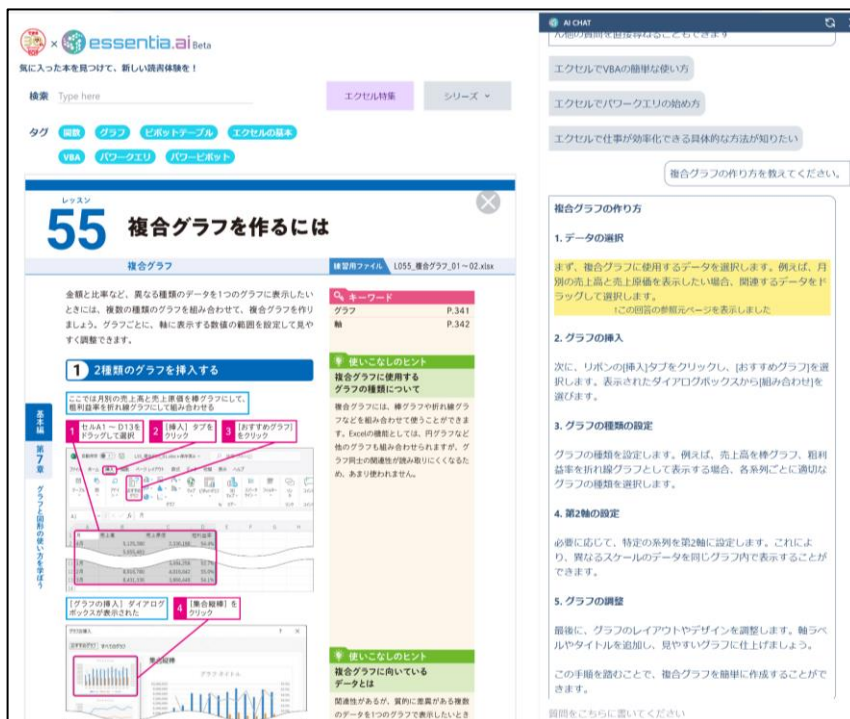 essentia.ai Beta
気に入った本を見つけて、新しい読書体験を！
検索 Type here
エクセル特集
シリーズ
タグ 関数 グラフ ピボットテーブル エクセルの基本
VBA パワークエリ パワーピボット
レッスン
55 複合グラフを作るには
複合グラフ
練習用ファイル L055_複合グラフ_01～02.xlsx
金額と比率など、異なる種類のデータを1つのグラフに表示したい
ときには、複数の種類のグラフを組み合わせて、複合グラフを作り
ましょう。グラフごとに、軸に表示する数値の範囲を設定して見や
すく調整できます。
キーワード
グラフ P.341
軸 P.342
1 2種類のグラフを挿入する
ここでは月別の売上高と売上原価を棒グラフにして、
粗利益率を折れ線グラフにして組み合わせる
1 セルA1～D13を
ドラッグして選択
2 [挿入] タブを
クリック
3 [おすすめグラフ]
をクリック
基本編
第7章
グラフと図形の使い方を学ぼう
[グラフの挿入] ダイアログ
ボックスが表示された
4 [集合縦棒] を
クリック
集合縦棒
グラフ タイトル
使いこなしのヒント
複合グラフに使用する
グラフの種類について
複合グラフには、棒グラフや折れ線グラ
フなどを組み合わせて使うことができま
す。Excelの機能としては、円グラフなど
他のグラフも組み合わせられますが、グラ
フ同士の関連性が読み取りにくくなるた
め、あまり使われません。
使いこなしのヒント
複合グラフに向いている
データとは
関連性があるが、質的に差異がある複数
のデータを1つのグラフで表示したいとき
AI CHAT
エクセルでVBAの簡単な使い方
エクセルでパワークエリの始め方
エクセルで仕事が効率化できる具体的な方法が知りたい
複合グラフの作り方を教えてください。
複合グラフの作り方
1. データの選択
まず、複合グラフに使用するデータを選択します。例えば、月
別の売上高と売上原価を表示したい場合、関連するデータをド
ラッグして選択します。
↑この回答の参照元ページを表示しました
2. グラフの挿入
次に、リボンの[挿入]タブをクリックし、[おすすめグラフ]を選
択します。表示されたダイアログボックスから[組み合わせ]を
選びます。
3. グラフの種類の設定
グラフの種類を設定します。例えば、売上高を棒グラフ、粗利
益率を折れ線グラフとして表示する場合、各系列ごとに適切な
グラフの種類を選択します。
4. 第2軸の設定
必要に応じて、特定の系列を第2軸に設定します。これによ
り、異なるスケールのデータを同じグラフ内で表示することが
できます。
5. グラフの調整
最後に、グラフのレイアウトやデザインを調整します。軸ラベ
ルやタイトルを追加し、見やすいグラフに仕上げましょう。
この手順を踏むことで、複合グラフを簡単に作成することがで
きます。
質問をこちらに書いてください